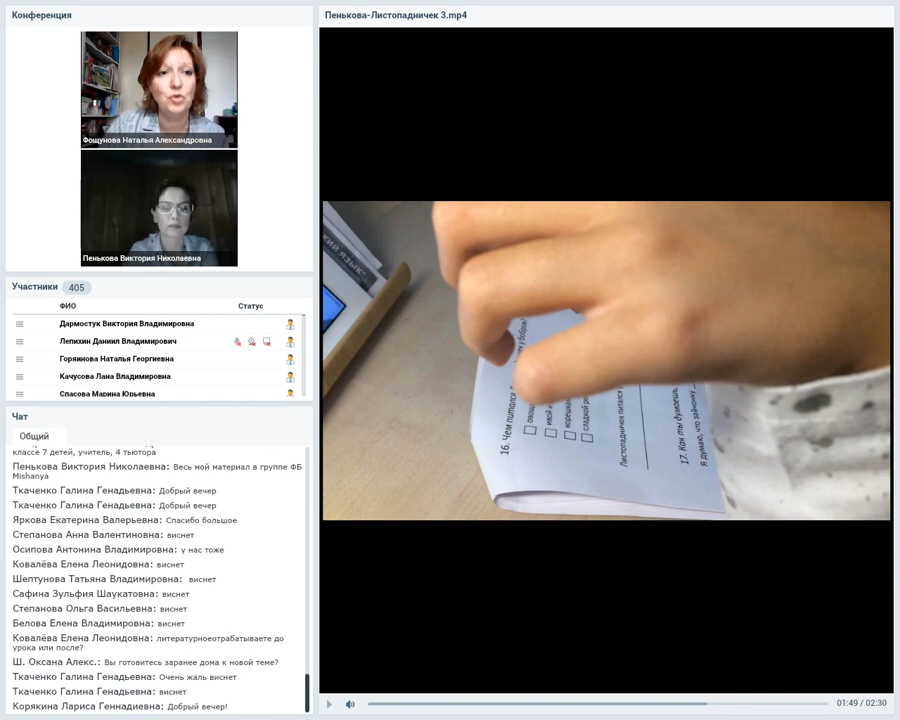 Конференция
Фощунова Наталья Александровна
Пенькова Виктория Николаевна
Участники 405
ФИО Статус
Дармостук Виктория Владимировна
Лепихин Даниил Владимирович
Горяинова Наталья Георгиевна
Качусова Лана Владимировна
Спасова Марина Юрьевна
Чат
Общий
классе 7 детей, учитель, 4 тьютора
Пенькова Виктория Николаевна: Весь мой материал в группе ФБ
Mishanya
Ткаченко Галина Генадьевна: Добрый вечер
Ткаченко Галина Генадьевна: Добрый вечер
Яркова Екатерина Валерьевна: Спасибо большое
Степанова Анна Валентиновна: виснет
Осипова Антонина Владимировна: у нас тоже
Ковалёва Елена Леонидовна: виснет
Шептунова Татьяна Владимировна: виснет
Сафина Зульфия Шаукатовна: виснет
Степанова Ольга Васильевна: виснет
Белова Елена Владимировна: виснет
Ковалёва Елена Леонидовна: литературноеотрабатываете до
урока или после?
Ш. Оксана Алекс.: Вы готовитесь заранее дома к новой теме?
Ткаченко Галина Генадьевна: Очень жаль виснет
Ткаченко Галина Генадьевна: виснет
Корякина Лариса Геннадиевна: Добрый вечер!
Пенькова-Листопадничек 3.mp4
ЯЗЫК"
16. Чем питался
у бобров?
сладкой
Листопадничек питался
17. Как ты думаешь,
Я думаю, что зайчонку
01:49 / 02:30